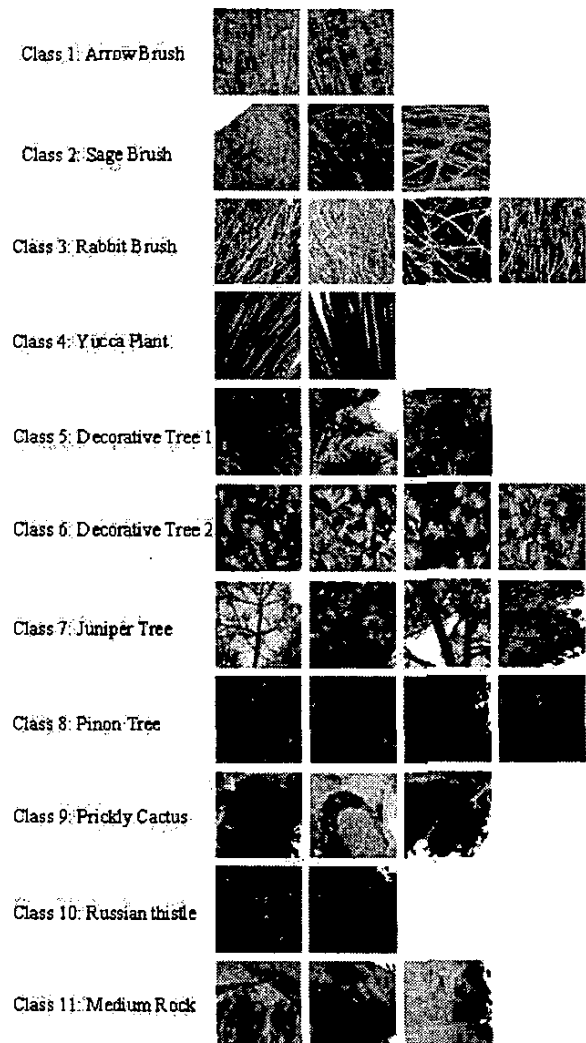 Class 1: Arrow Brush
Class 2: Sage Brush
Class 3: Rabbit Brush
Class 4: Yucca Plant
Class 5: Decorative Tree 1
Class 6: Decorative Tree 2
Class 7: Juniper Tree
Class 8: Pinon Tree
Class 9: Prickly Cactus
Class 10: Russian thistle
Class 11: Medium Rock